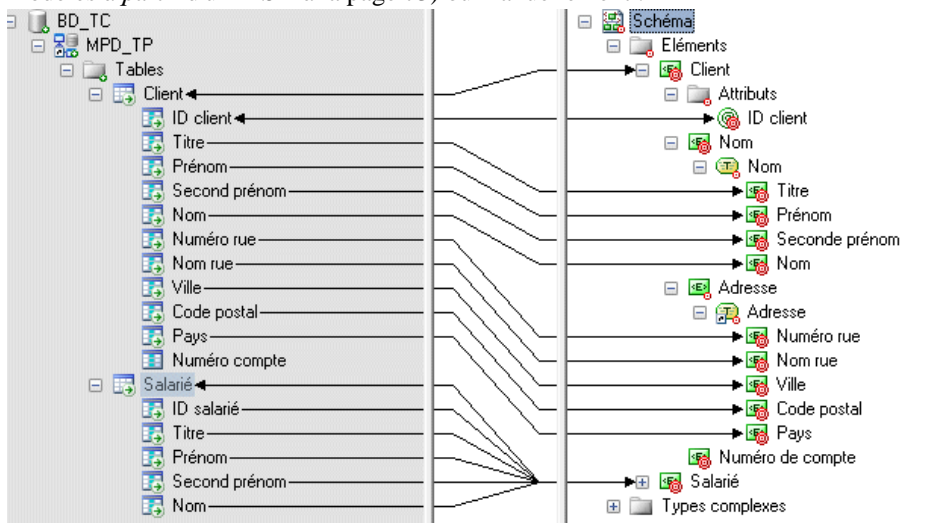 BD_TC
MPD_TP
Tables
Client
ID client
Titre
Prénom
Second prénom
Nom
Numéro rue
Nom rue
Ville
Code postal
Pays
Numéro compte
Salarié
ID salarié
Titre
Prénom
Second prénom
Nom
Schéma
Eléments
Client
Attributs
ID client
Nom
Nom
Titre
Prénom
Seconde prénom
Nom
Adresse
Adresse
Numéro rue
Nom rue
Ville
Code postal
Pays
Numéro de compte
Salarié
Types complexes